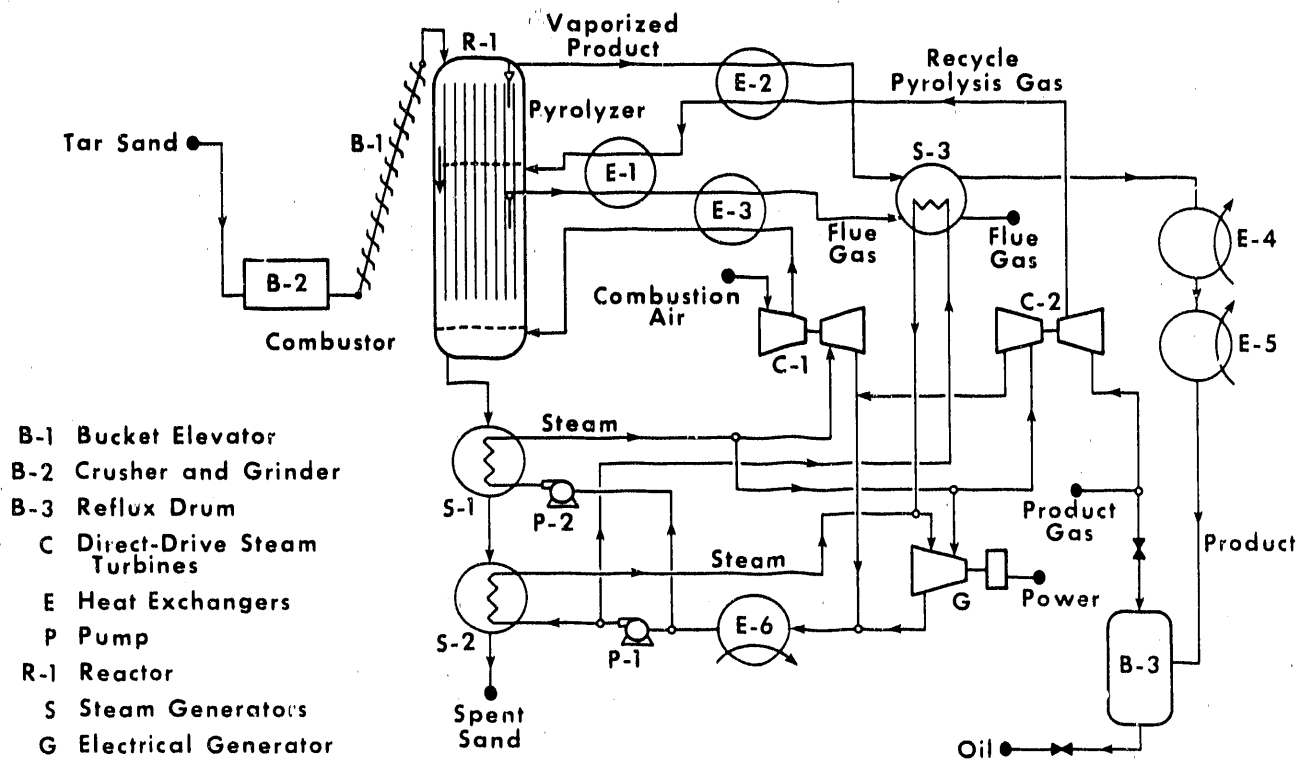 Vaporized
Product
R-1
E-2
Recycle
Pyrolysis Gas
Pyrolyzer
Tar Sand
B-1
E-1
S-3
E-3
Flue
Gas
Flue
Gas
E-4
B-2
Combustion
Air
C-2
Combustor
C-1
E-5
B-1 Bucket Elevator
B-2 Crusher and Grinder
B-3 Reflux Drum
C Direct-Drive Steam
Turbines
E Heat Exchangers
P Pump
R-1 Reactor
S Steam Generators
G Electrical Generator
Steam
S-1
P-2
Product
Gas
Product
Steam
G
Power
S-2
P-1
E-6
B-3
Spent
Sand
Oil